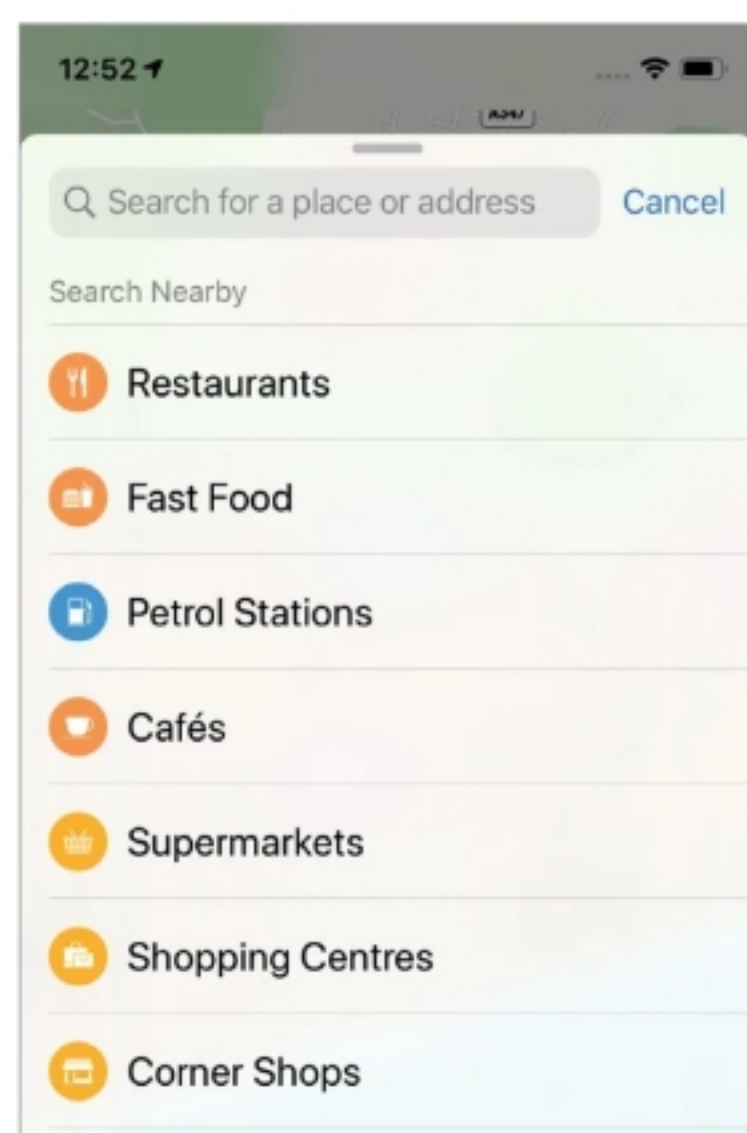 12:52
A347
Search for a place or address
Cancel
Search Nearby
Restaurants
Fast Food
Petrol Stations
Cafés
Supermarkets
Shopping Centres
Corner Shops